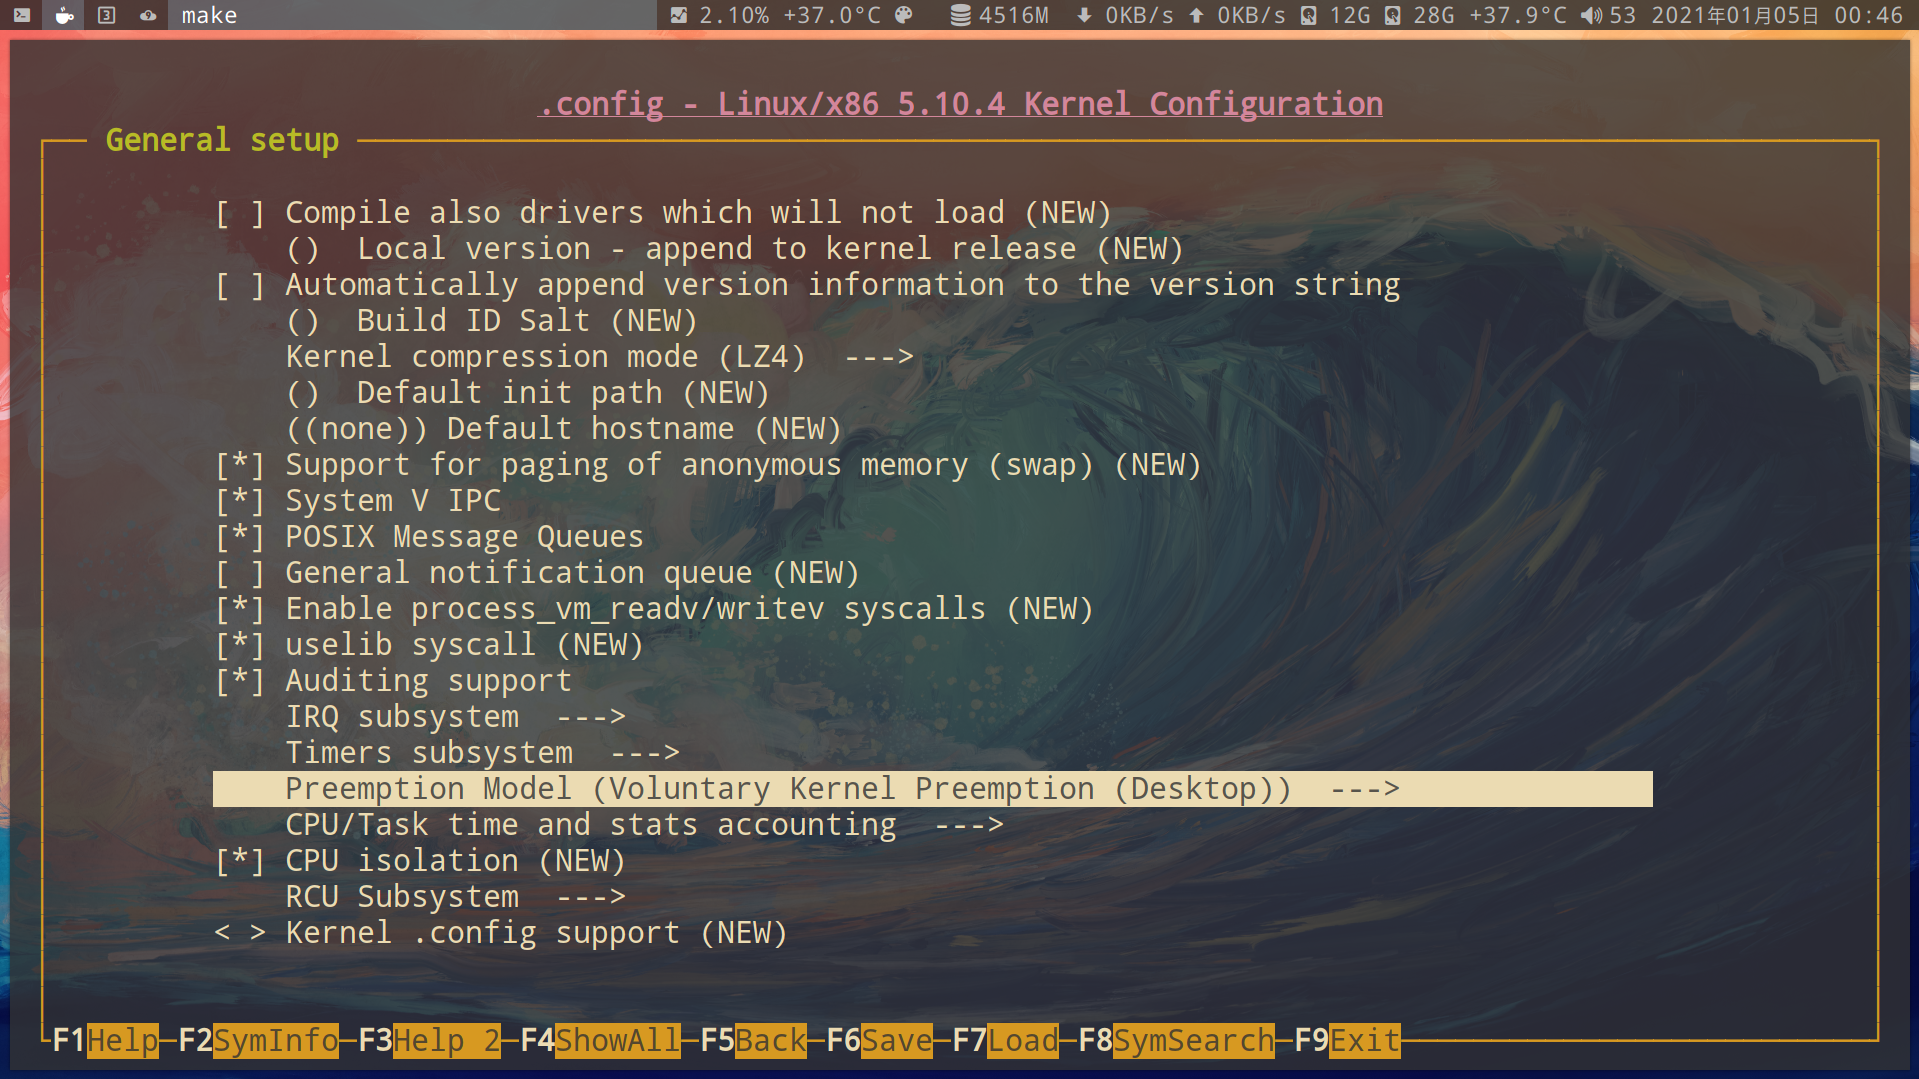 3 make 2.10% +37.0°C 4516M 0KB/s 0KB/s 12G 28G +37.9°C 53 2021年01月05日 00:46
.config - Linux/x86 5.10.4 Kernel Configuration
General setup
[ ] Compile also drivers which will not load (NEW)
()  Local version - append to kernel release (NEW)
[ ] Automatically append version information to the version string
()  Build ID Salt (NEW)
Kernel compression mode (LZ4)  --->
()  Default init path (NEW)
((none)) Default hostname (NEW)
[*] Support for paging of anonymous memory (swap) (NEW)
[*] System V IPC
[*] POSIX Message Queues
[ ] General notification queue (NEW)
[*] Enable process_vm_readv/writev syscalls (NEW)
[*] uselib syscall (NEW)
[*] Auditing support
IRQ subsystem  --->
Timers subsystem  --->
Preemption Model (Voluntary Kernel Preemption (Desktop))  --->
CPU/Task time and stats accounting  --->
[*] CPU isolation (NEW)
RCU Subsystem  --->
< > Kernel .config support (NEW)
F1Help F2SymInfo F3Help 2 F4ShowAll F5Back F6Save F7Load F8SymSearch F9Exit